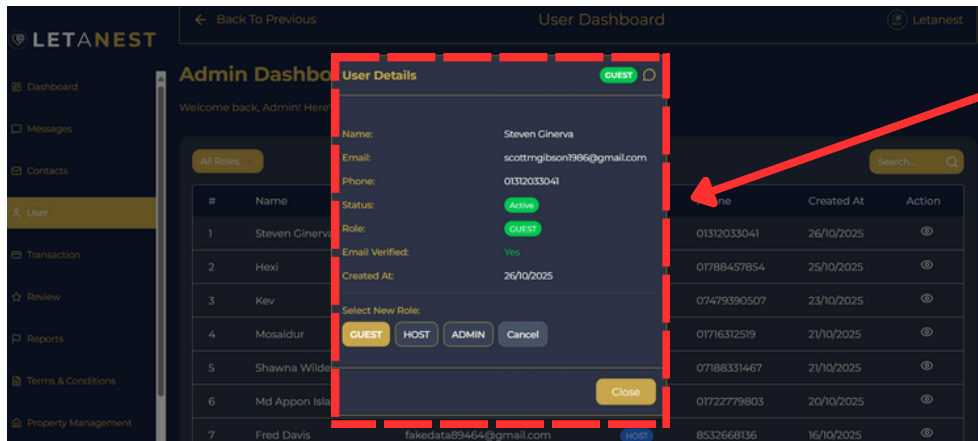 LETANEST
Back To Previous
User Dashboard
Letanest
Dashboard
Messages
Contacts
User
Transaction
Review
Reports
Terms & Conditions
Property Management
Admin Dashbo
Welcome back, Admin! Here'
All Roles
Search...
# Name Created At Action
1 Steven Ginerva 01312033041 26/10/2025
2 Hexi 01788457854 25/10/2025
3 Kev 07479390507 23/10/2025
4 Mosaidur 01716312519 21/10/2025
5 Shawna Wilde 07188331467 21/10/2025
6 Md Appon Isla 01722779803 20/10/2025
7 Fred Davis fakedata89464@gmail.com HOST 8532668136 16/10/2025
User Details
GUEST
Name: Steven Ginerva
Email: scottmgibson1986@gmail.com
Phone: 01312033041
Status: Active
Role: GUEST
Email Verified: Yes
Created At: 26/10/2025
Select New Role:
GUEST HOST ADMIN Cancel
Close